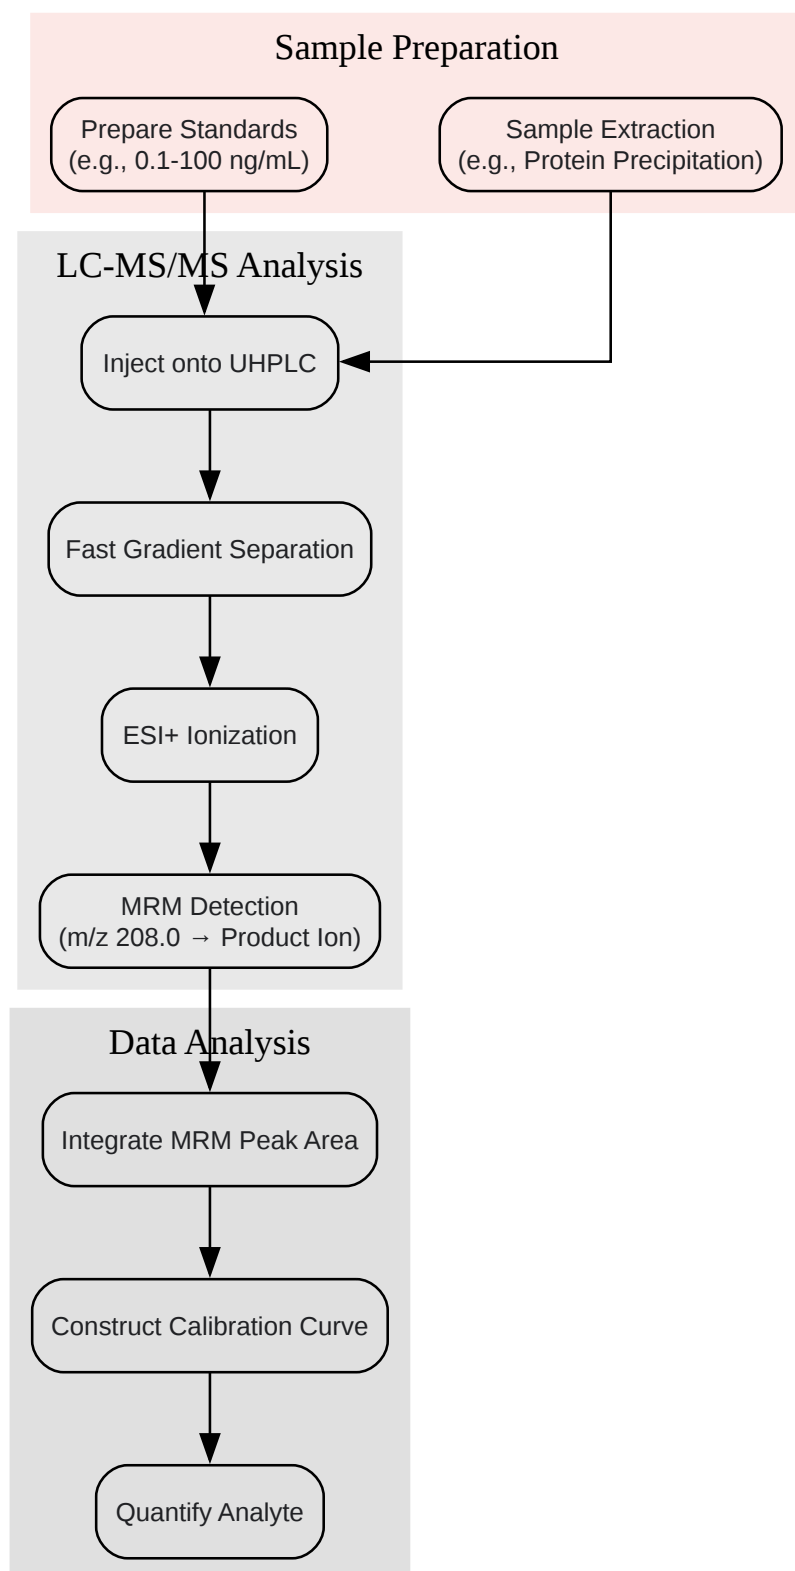 Sample Preparation
Prepare Standards
(e.g., 0.1-100 ng/mL)
Sample Extraction
(e.g., Protein Precipitation)
LC-MS/MS Analysis
Inject onto UHPLC
Fast Gradient Separation
ESI+ Ionization
MRM Detection
(m/z 208.0 → Product Ion)
Data Analysis
Integrate MRM Peak Area
Construct Calibration Curve
Quantify Analyte